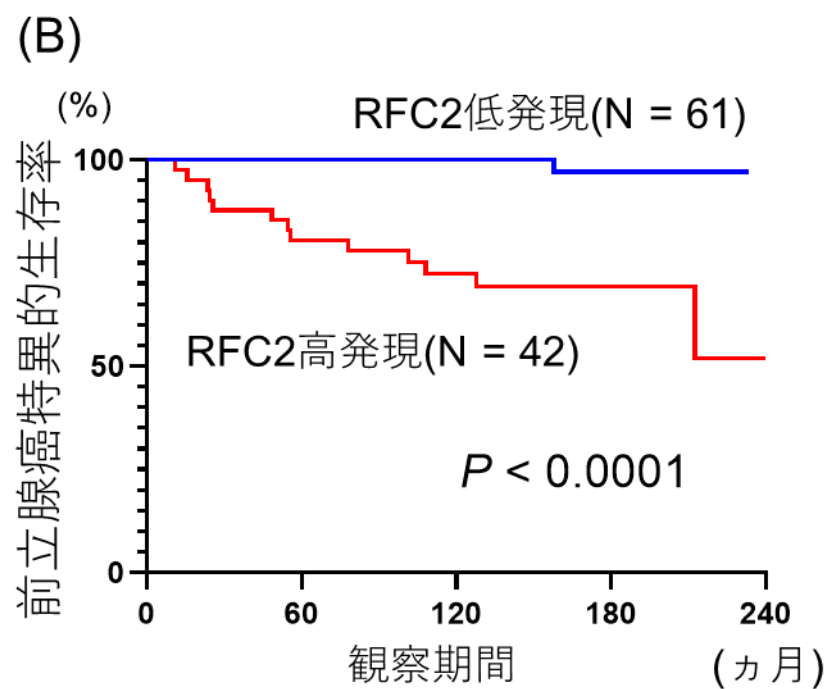 (B)
(%)
RFC2低発現(N = 61)
前立腺癌特異的生存率
100
RFC2高発現(N = 42)
50
P < 0.0001
0
0 60 120 180 240
観察期間 (ヵ月)